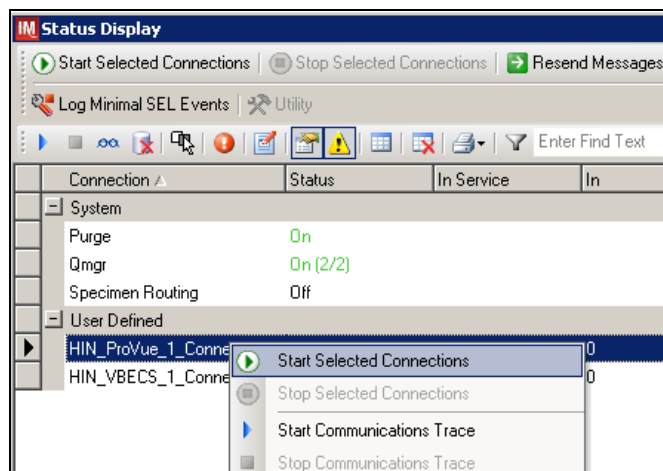 IM Status Display
Start Selected Connections Stop Selected Connections Resend Messages
Log Minimal SEL Events Utility
Enter Find Text
Connection Status In Service In
System
Purge On
Qmgr On (2/2)
Specimen Routing Off
User Defined
HIN_ProVue_1_Conne 0
Start Selected Connections
HIN_VBECS_1_Conne 0
Stop Selected Connections
Start Communications Trace
Stop Communications Trace